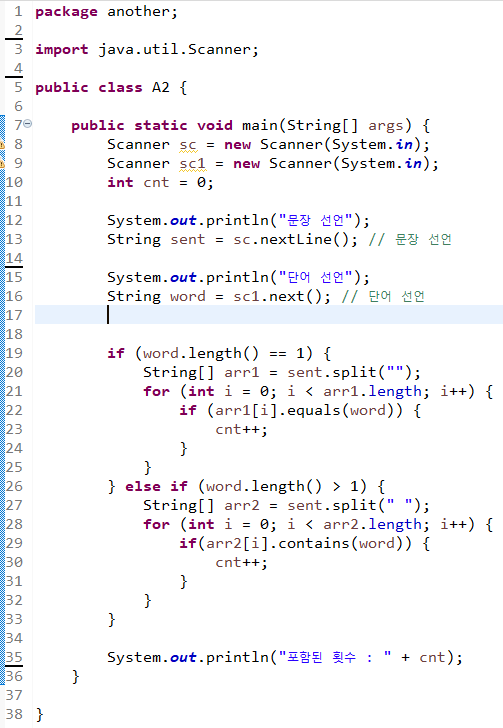 1 package another;
2
3 import java.util.Scanner;
4
5 public class A2 {
6
7     public static void main(String[] args) {
8         Scanner sc = new Scanner(System.in);
9         Scanner sc1 = new Scanner(System.in);
10         int cnt = 0;
11
12         System.out.println("문장 선언");
13         String sent = sc.nextLine(); // 문장 선언
14
15         System.out.println("단어 선언");
16         String word = sc1.next(); // 단어 선언
17
18
19         if (word.length() == 1) {
20             String[] arr1 = sent.split("");
21             for (int i = 0; i < arr1.length; i++) {
22                 if (arr1[i].equals(word)) {
23                     cnt++;
24                 }
25             }
26         } else if (word.length() > 1) {
27             String[] arr2 = sent.split(" ");
28             for (int i = 0; i < arr2.length; i++) {
29                 if(arr2[i].contains(word)) {
30                     cnt++;
31                 }
32             }
33         }
34
35         System.out.println("포함된 횟수 : " + cnt);
36     }
37
38 }